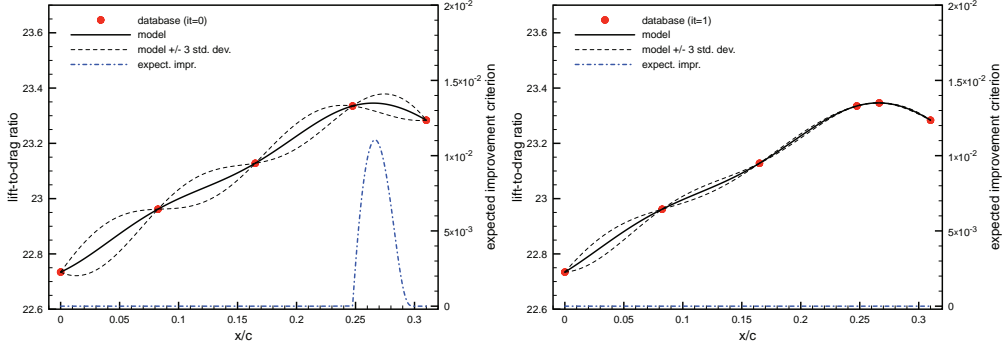 23.6
23.4
23.2
23
22.8
22.6
lift-to-drag ratio
database (it=0)
model
model +/- 3 std. dev.
expect. impr.
2×10⁻²
1.5×10⁻²
1×10⁻²
5×10⁻³
0
expected improvement criterion
0
0.05
0.1
0.15
0.2
0.25
0.3
x/c
23.6
23.4
23.2
23
22.8
22.6
lift-to-drag ratio
database (it=1)
model
model +/- 3 std. dev.
expect. impr.
2×10⁻²
1.5×10⁻²
1×10⁻²
5×10⁻³
0
expected improvement criterion
0
0.05
0.1
0.15
0.2
0.25
0.3
x/c